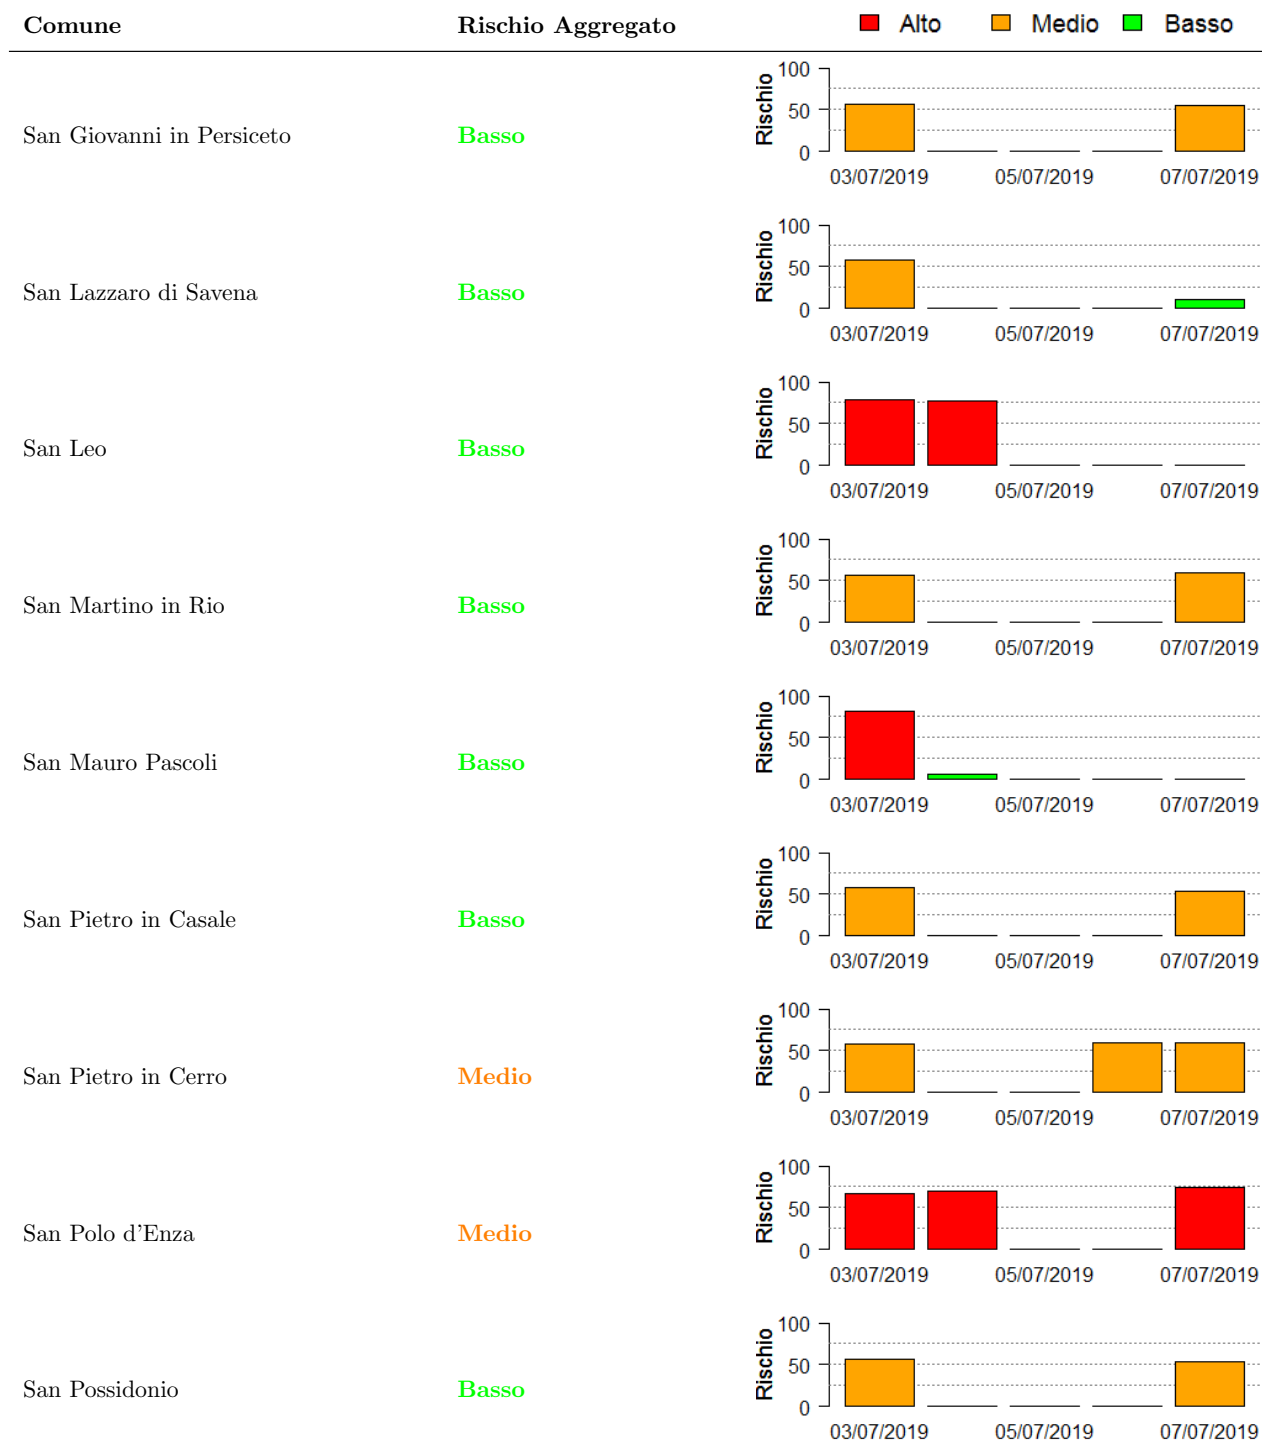 Comune Rischio Aggregato Alto Medio Basso
San Giovanni in Persiceto Basso
Rischio
100
50
0
03/07/2019 05/07/2019 07/07/2019
San Lazzaro di Savena Basso
Rischio
100
50
0
03/07/2019 05/07/2019 07/07/2019
San Leo Basso
Rischio
100
50
0
03/07/2019 05/07/2019 07/07/2019
San Martino in Rio Basso
Rischio
100
50
0
03/07/2019 05/07/2019 07/07/2019
San Mauro Pascoli Basso
Rischio
100
50
0
03/07/2019 05/07/2019 07/07/2019
San Pietro in Casale Basso
Rischio
100
50
0
03/07/2019 05/07/2019 07/07/2019
San Pietro in Cerro Medio
Rischio
100
50
0
03/07/2019 05/07/2019 07/07/2019
San Polo d'Enza Medio
Rischio
100
50
0
03/07/2019 05/07/2019 07/07/2019
San Possidonio Basso
Rischio
100
50
0
03/07/2019 05/07/2019 07/07/2019